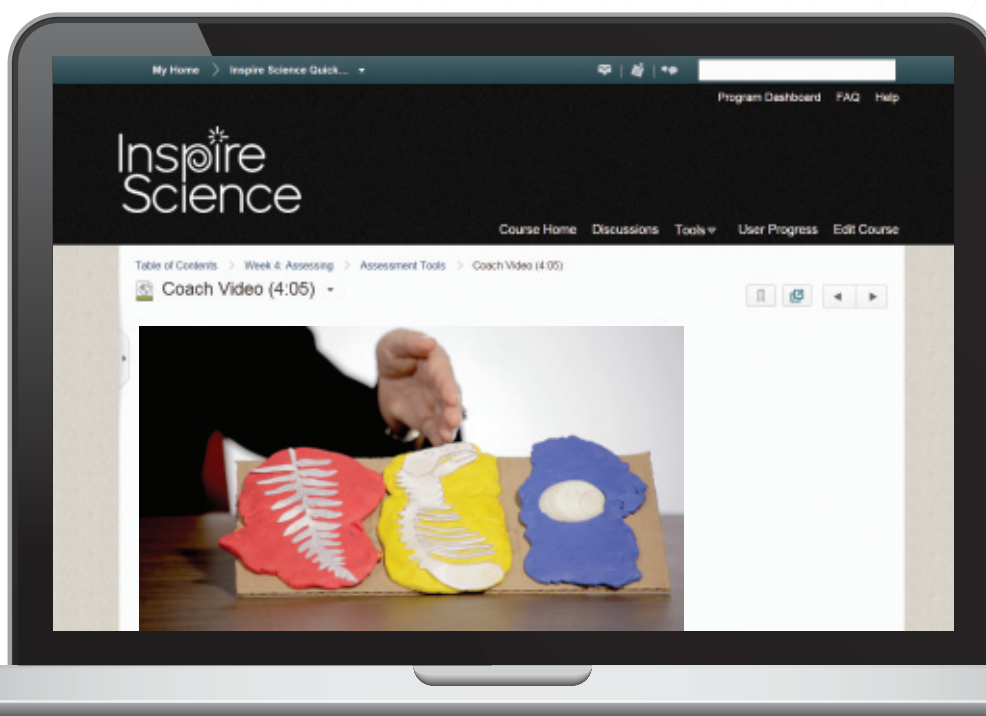 My Home > Inspire Science Quick...
Program Dashboard FAQ Help
Inspire
Science
Course Home Discussions Tools User Progress Edit Course
Table of Contents > Week 4: Assessing > Assessment Tools > Coach Video (4:05)
Coach Video (4:05)